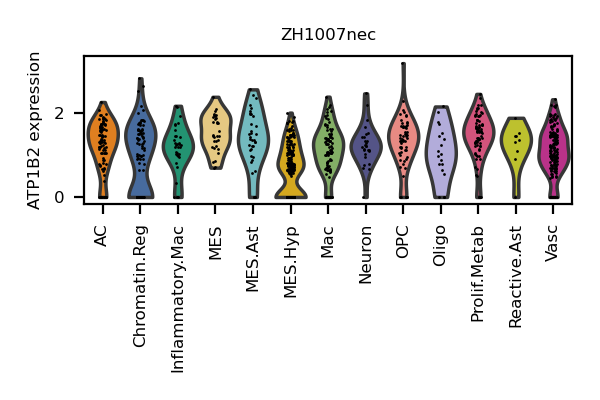 ZH1007nec
ATP1B2 expression
2
0
AC
Chromatin.Reg
Inflammatory.Mac
MES
MES.Ast
MES.Hyp
Mac
Neuron
OPC
Oligo
Prolif.Metab
Reactive.Ast
Vasc